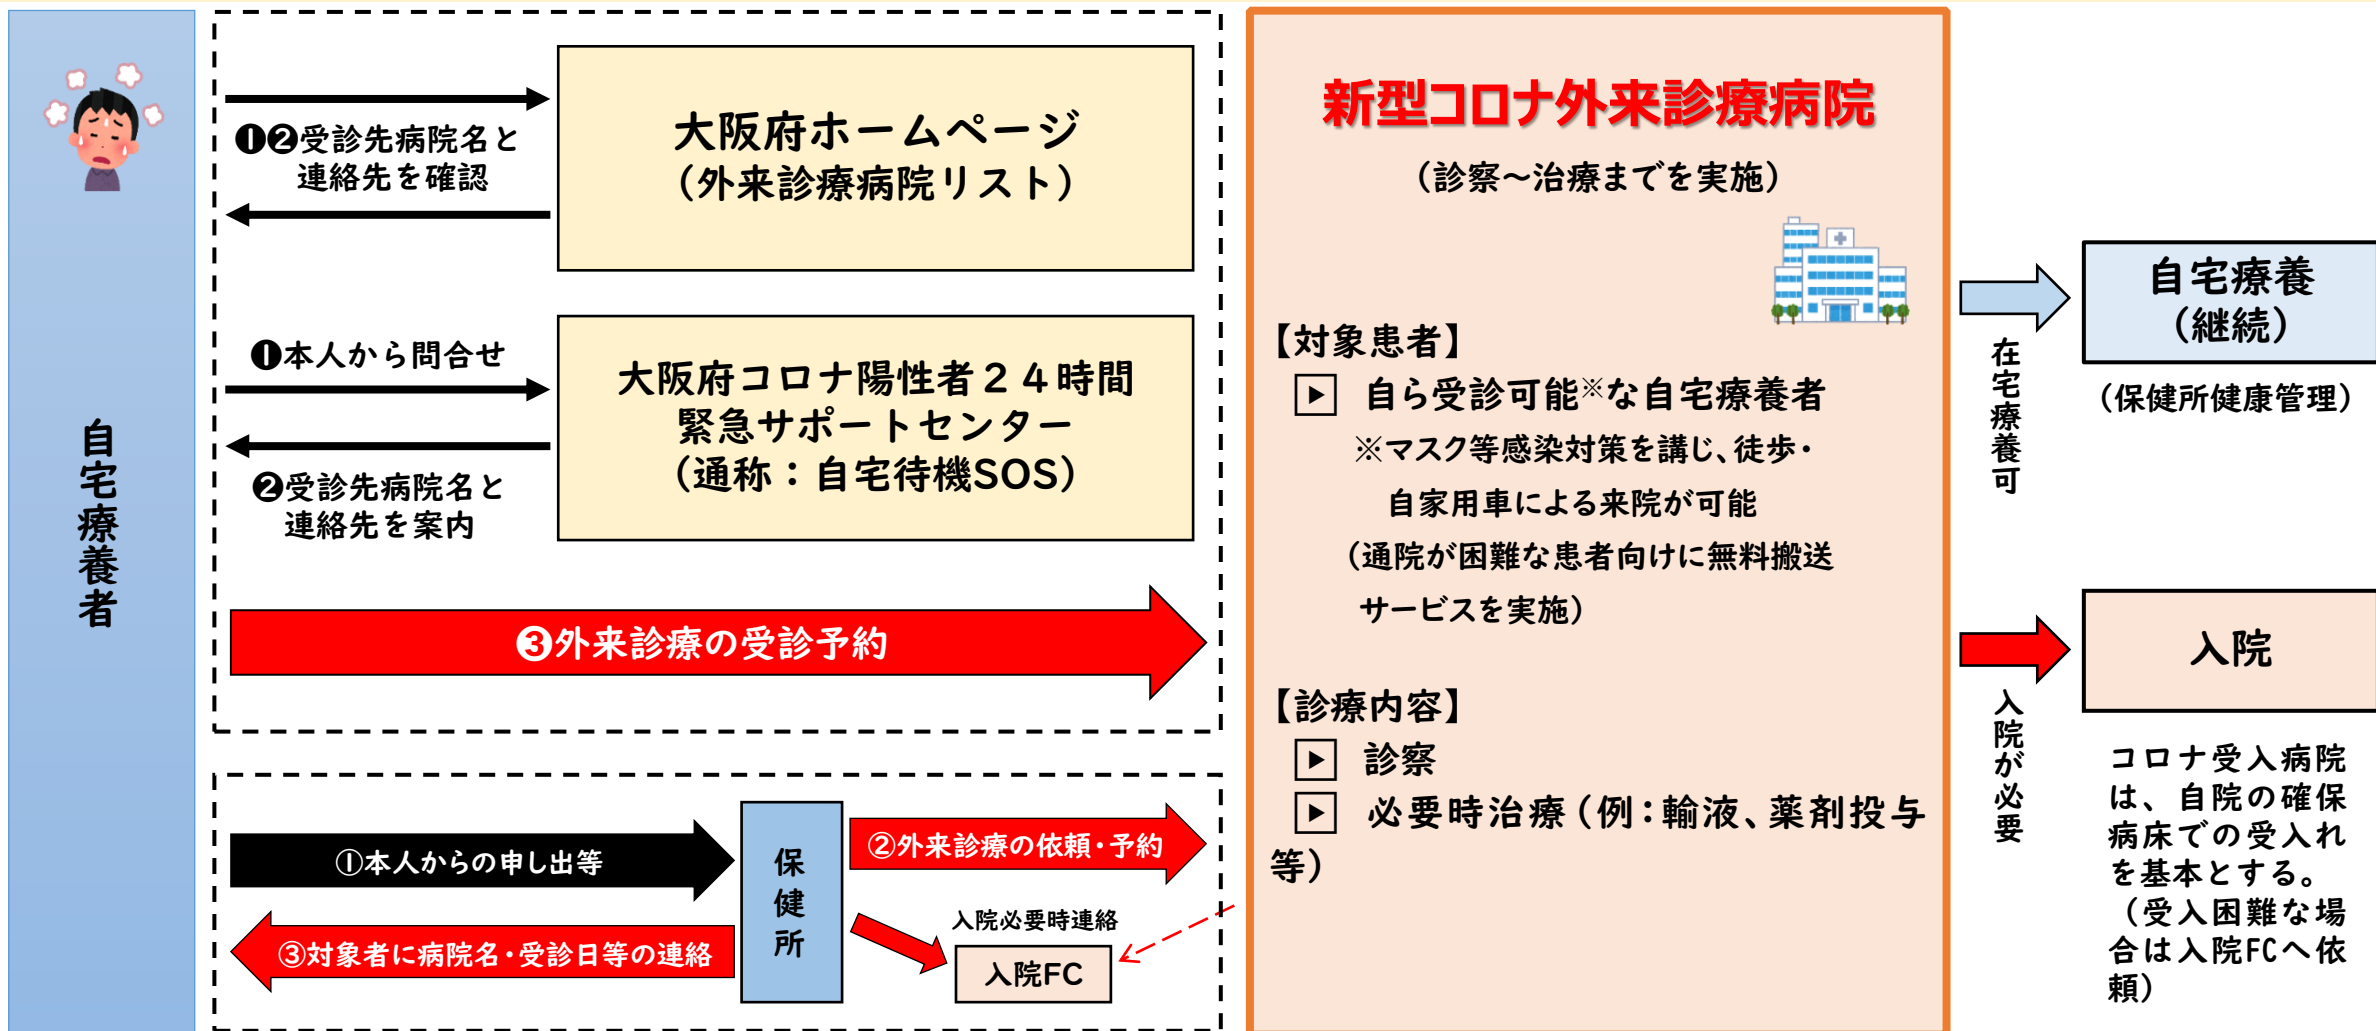 自宅療養者
❶❷受診先病院名と
連絡先を確認
大阪府ホームページ
（外来診療病院リスト）
❶本人から問合せ
❷受診先病院名と
連絡先を案内
大阪府コロナ陽性者２４時間
緊急サポートセンター
（通称：自宅待機SOS）
❸外来診療の受診予約
①本人からの申し出等
③対象者に病院名・受診日等の連絡
保健所
②外来診療の依頼・予約
入院必要時連絡
入院FC
新型コロナ外来診療病院
（診察～治療までを実施）
【対象患者】
自ら受診可能※な自宅療養者
※マスク等感染対策を講じ、徒歩・
自家用車による来院が可能
（通院が困難な患者向けに無料搬送
サービスを実施）
【診療内容】
診察
必要時治療（例：輸液、薬剤投与
等）
在宅療養可
自宅療養
（継続）
（保健所健康管理）
入院が必要
入院
コロナ受入病院
は、自院の確保
病床での受入れ
を基本とする。
（受入困難な場
合は入院FCへ依
頼）